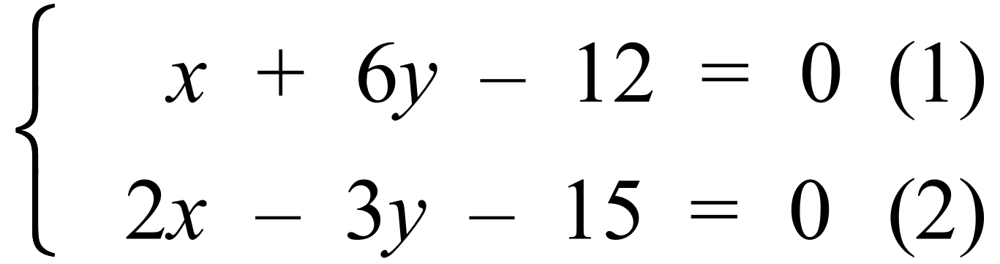 x + 6y − 12 = 0 (1)
2x − 3y − 15 = 0 (2)